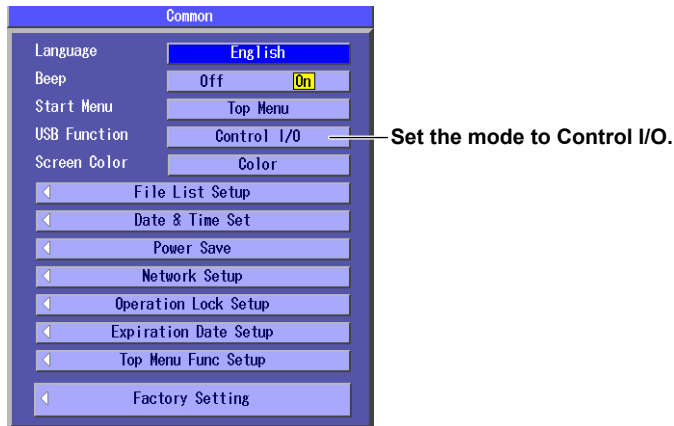 Common
Language English
Beep Off On
Start Menu Top Menu
USB Function Control I/O Set the mode to Control I/O.
Screen Color Color
File List Setup
Date & Time Set
Power Save
Network Setup
Operation Lock Setup
Expiration Date Setup
Top Menu Func Setup
Factory Setting